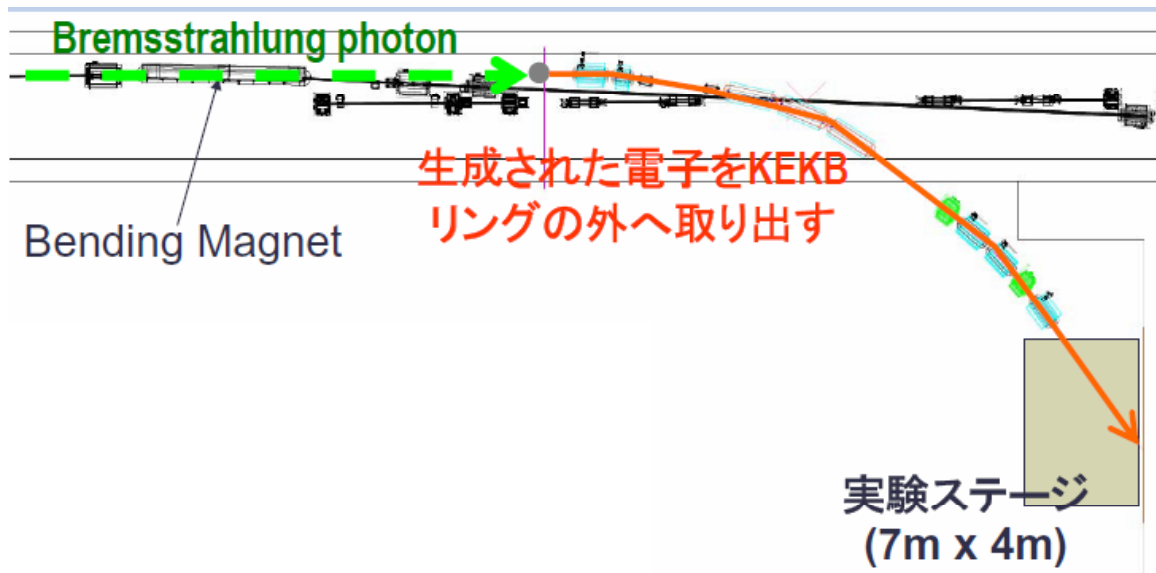 Bremsstrahlung photon
生成された電子をKEKB
リングの外へ取り出す
Bending Magnet
実験ステージ
(7m x 4m)